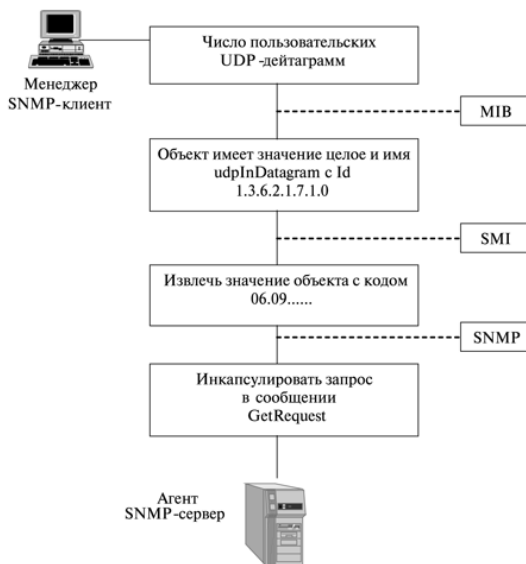 Число пользовательских
UDP-дейтаграмм
Менеджер
SNMP-клиент
MIB
Объект имеет значение целое и имя
udpInDatagram с Id
1.3.6.2.1.7.1.0
SMI
Извлечь значение объекта с кодом
06.09......
SNMP
Инкапсулировать запрос
в сообщении
GetRequest
Агент
SNMP-сервер